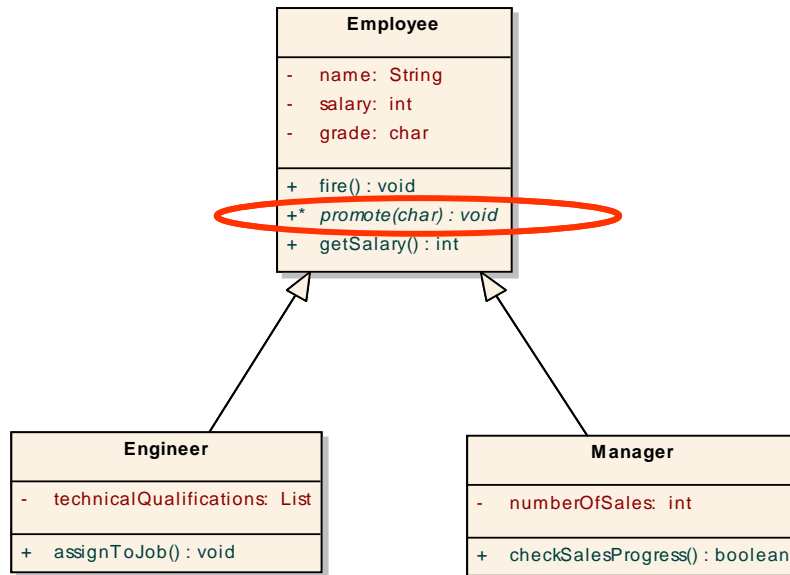 Employee
- name: String
- salary: int
- grade: char
+ fire() : void
+* promote(char) : void
+ getSalary() : int
Engineer
- technicalQualifications: List
+ assignToJob() : void
Manager
- numberOfSales: int
+ checkSalesProgress() : boolean